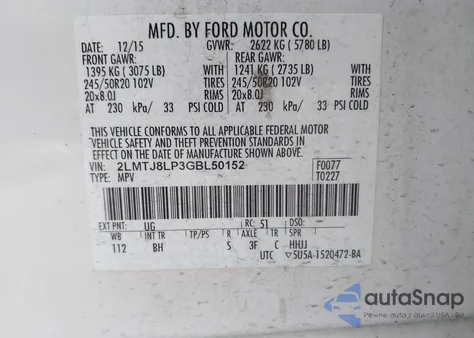 MFD. BY FORD MOTOR CO.
DATE: 12/15 GVWR: 2622 KG ( 5780 LB)
FRONT GAWR: REAR GAWR:
1395 KG ( 3075 LB) WITH 1241 KG ( 2735 LB) WITH
245/50R20 102V TIRES 245/50R20 102V TIRES
20x8.0J RIMS 20x8.0J RIMS
AT 230 kPa/ 33 PSI COLD AT 230 kPa/ 33 PSI COLD
THIS VEHICLE CONFORMS TO ALL APPLICABLE FEDERAL MOTOR
VEHICLE SAFETY AND THEFT PREVENTION STANDARDS IN
EFFECT ON THE DATE OF MANUFACTURE SHOWN ABOVE.
VIN: 2LMTJ8LP3GBL50152 F0077
TYPE: MPV T0227
EXT PNT: UG RC: 51 DSO:
WB INT TR TP/PS R AXLE TR SPR
112 BH S 3F C HHJJ
UTC ▽5U5A-1520472-BA
autoSnap
Pewne auto z USA i EU